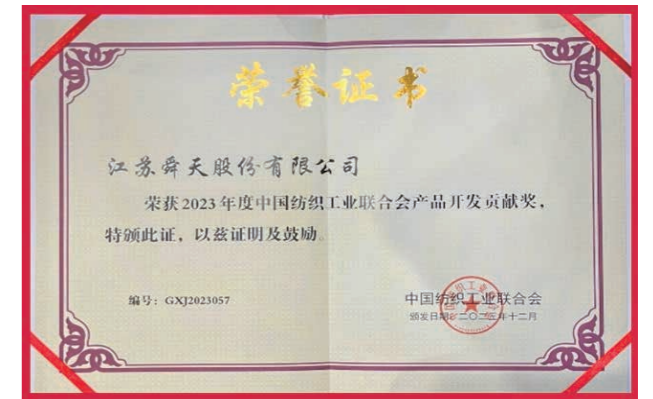 荣誉证书
江苏舜天股份有限公司
荣获2023年度中国纺织工业联合会产品开发贡献奖，
特颁此证，以兹证明及鼓励。
编号：GXJ2023057
中国纺织工业联合会
颁发日期：二〇二三年十二月